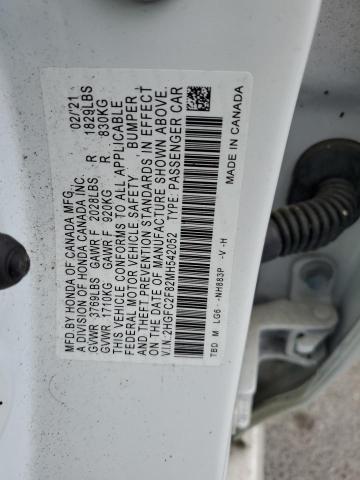 MFD. BY HONDA OF CANADA MFG. 02/21
A DIVISION OF HONDA CANADA INC.
GVWR 3769LBS GAWR F 2028LBS R 1829LBS
GVWR 1710KG GAWR F 920KG R 830KG
THIS VEHICLE CONFORMS TO ALL APPLICABLE
FEDERAL MOTOR VEHICLE SAFETY BUMPER
AND THEFT PREVENTION STANDARDS IN EFFECT
ON THE DATE OF MANUFACTURE SHOWN ABOVE.
V.I.N. 2HGFC2F82MH542052 TYPE: PASSENGER CAR
TBD M LG6 -NH883P -V-H
MADE IN CANADA